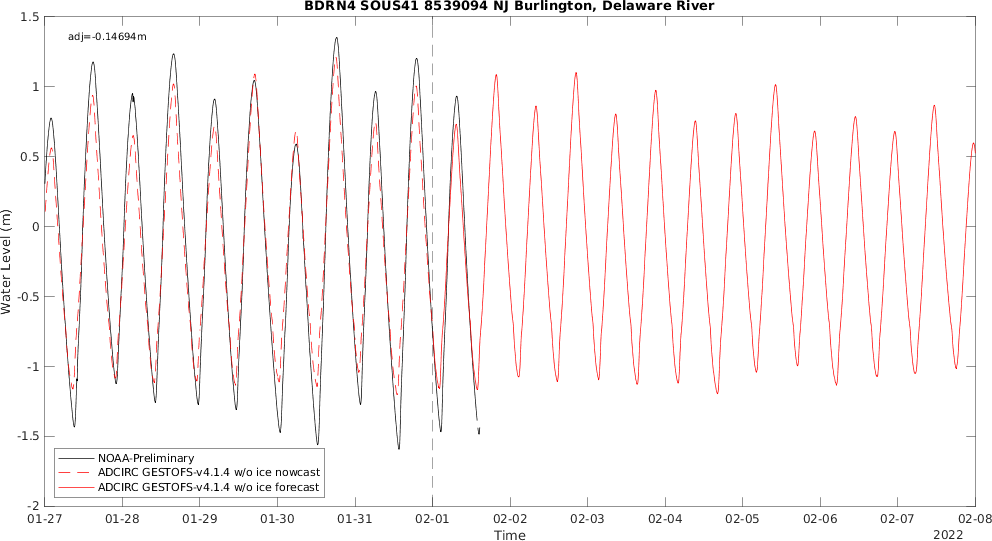 BDRN4 SOUS41 8539094 NJ Burlington, Delaware River
adj=-0.14694m
1.5
1
0.5
0
-0.5
-1
-1.5
-2
Water Level (m)
NOAA-Preliminary
ADCIRC GESTOFS-v4.1.4 w/o ice nowcast
ADCIRC GESTOFS-v4.1.4 w/o ice forecast
01-27 01-28 01-29 01-30 01-31 02-01 02-02 02-03 02-04 02-05 02-06 02-07 02-08
Time
2022